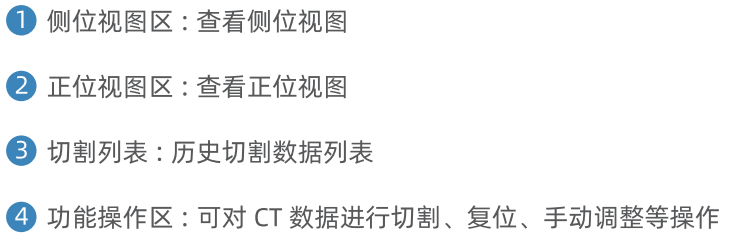 1 侧位视图区：查看侧位视图
2 正位视图区：查看正位视图
3 切割列表：历史切割数据列表
4 功能操作区：可对 CT 数据进行切割、复位、手动调整等操作